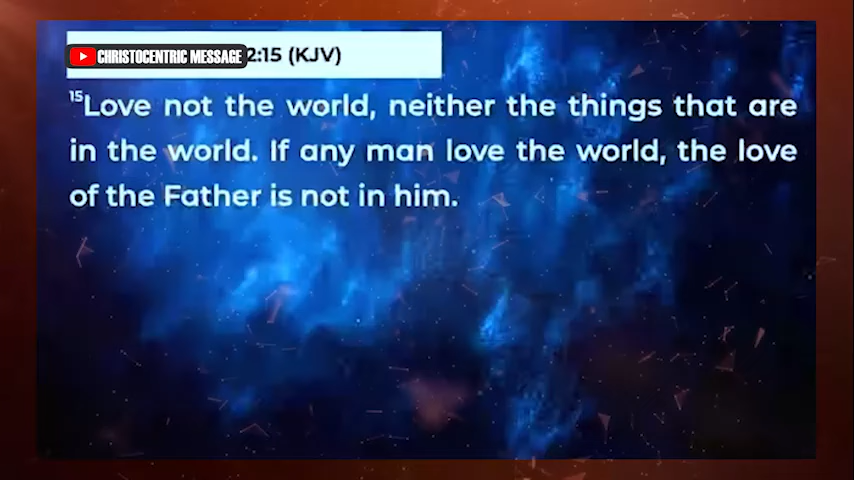 CHRISTOCENTRIC MESSAGE 2:15 (KJV)
15Love not the world, neither the things that are
in the world. If any man love the world, the love
of the Father is not in him.